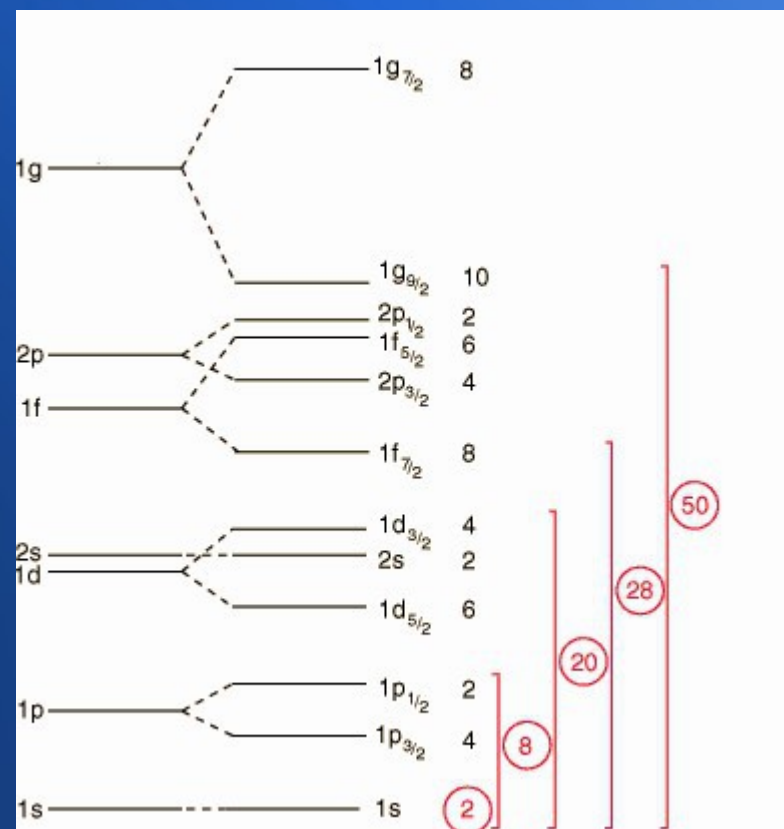 1g7/2 8
1g
1g9/2 10
2p1/2 2
1f5/2 6
2p
2p3/2 4
1f
1f7/2 8
50
1d3/2 4
2s
2s 2
1d
28
1d5/2 6
20
1p1/2 2
1p
1p3/2 4
8
1s
1s 2